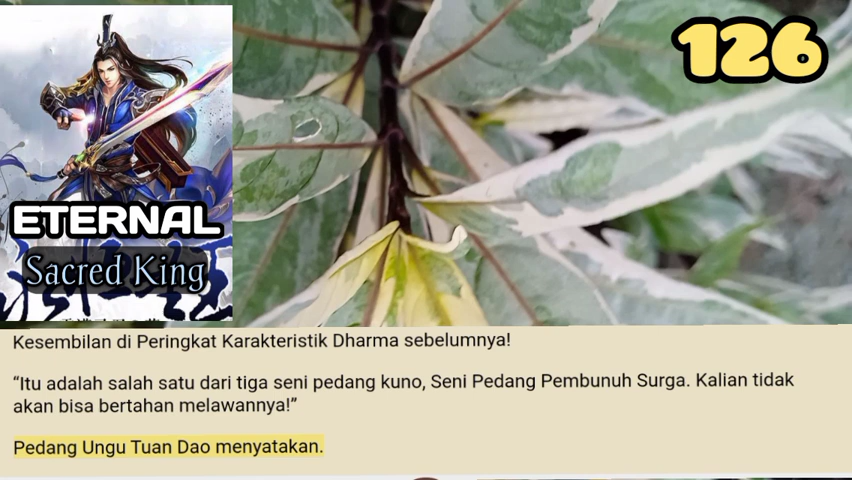 126
ETERNAL
Sacred King
Kesembilan di Peringkat Karakteristik Dharma sebelumnya!
“Itu adalah salah satu dari tiga seni pedang kuno, Seni Pedang Pembunuh Surga. Kalian tidak
akan bisa bertahan melawannya!”
Pedang Ungu Tuan Dao menyatakan.